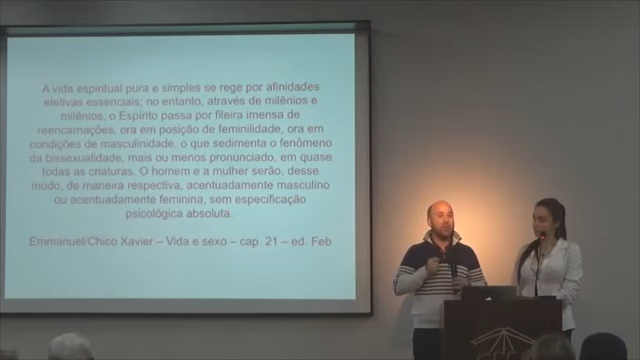 A vida espiritual pura e simples se rege por afinidades
eletivas essenciais; no entanto, através de milênios e
milênios, o Espírito passa por fileira imensa de
reencarnações, ora em posição de feminilidade, ora em
condições de masculinidade, o que sedimenta o fenômeno
da bissexualidade, mais ou menos pronunciado, em quase
todas as criaturas. O homem e a mulher serão, desse
modo, de maneira respectiva, acentuadamente masculino
ou acentuadamente feminina, sem especificação
psicológica absoluta.
Emmanuel/Chico Xavier – Vida e sexo – cap. 21 – ed. Feb